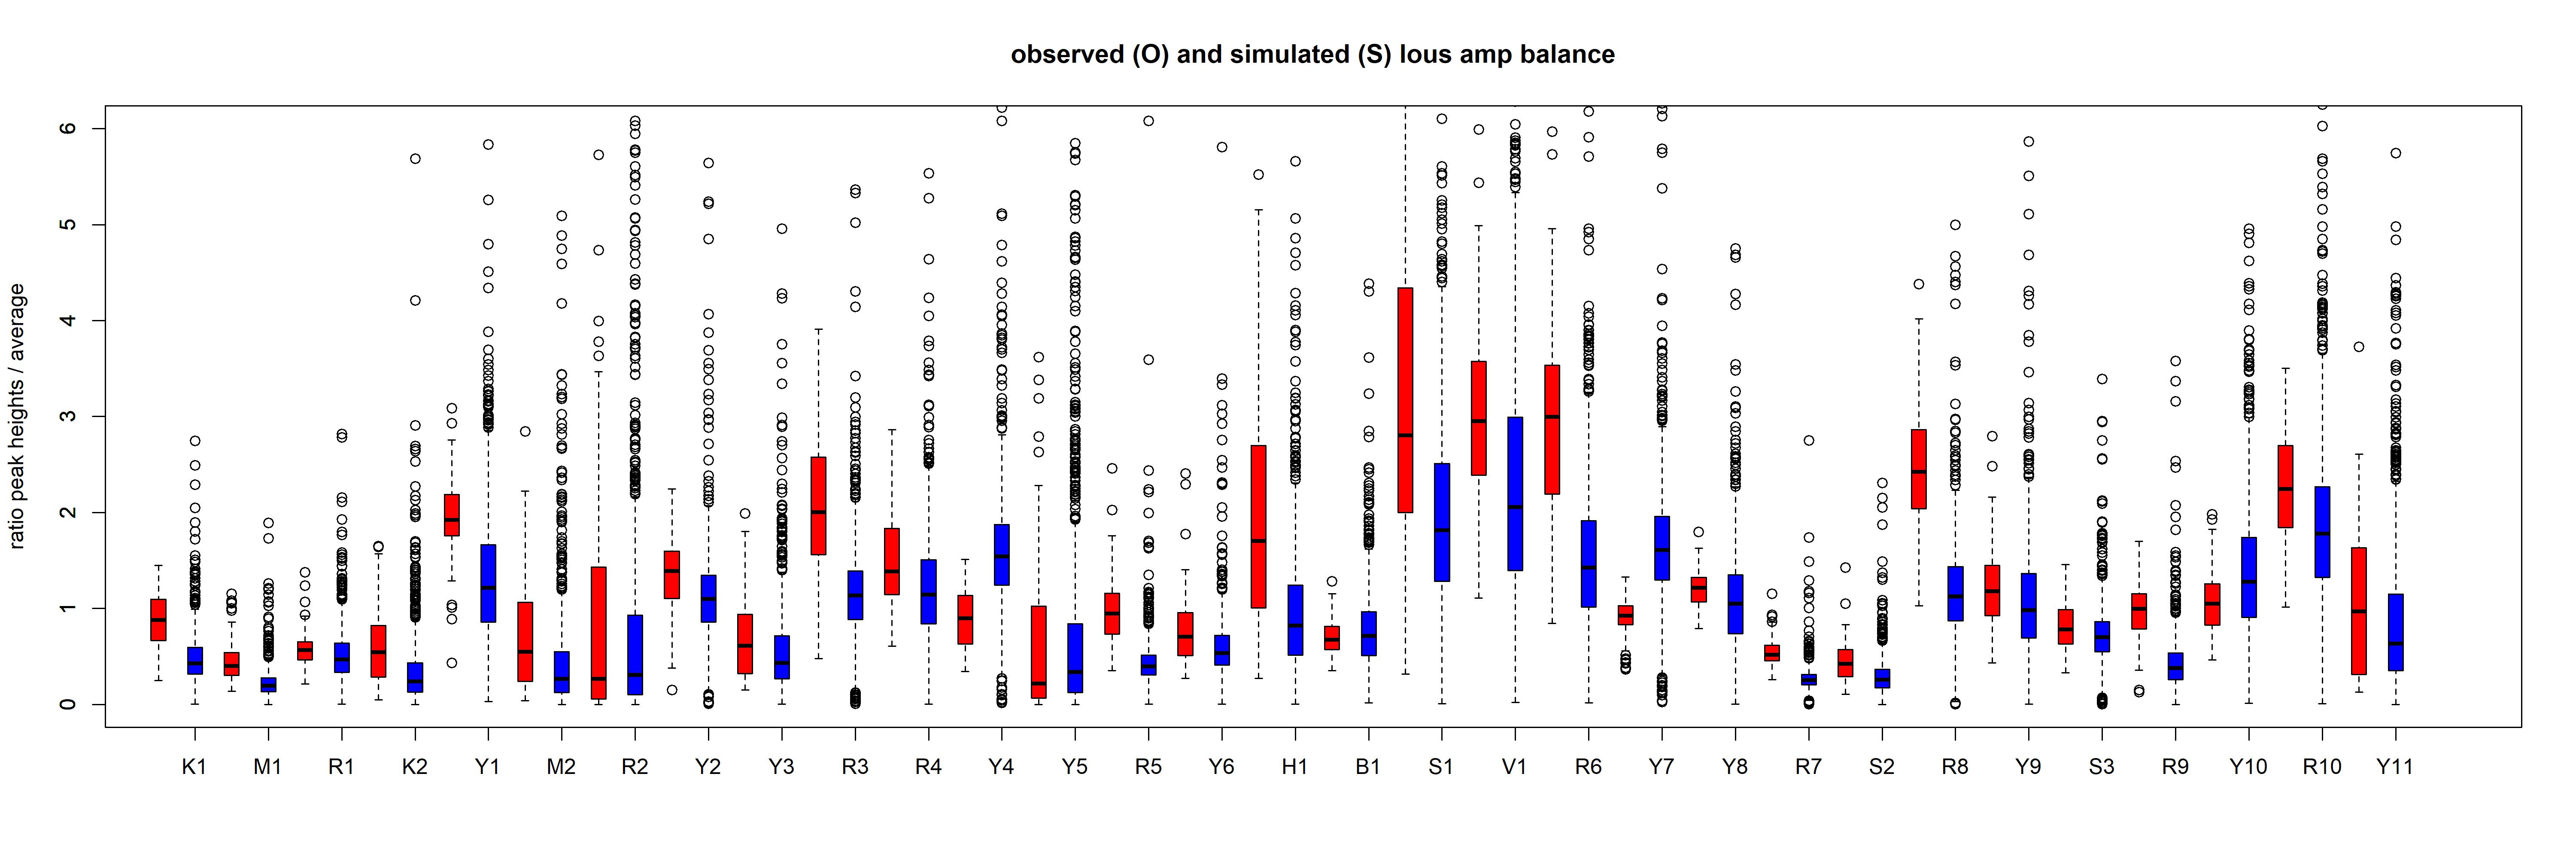 observed (O) and simulated (S) lous amp balance
ratio peak heights / average
6
5
4
3
2
1
0
K1 M1 R1 K2 Y1 M2 R2 Y2 Y3 R3 R4 Y4 Y5 R5 Y6 H1 B1 S1 V1 R6 Y7 Y8 R7 S2 R8 Y9 S3 R9 Y10 R10 Y11